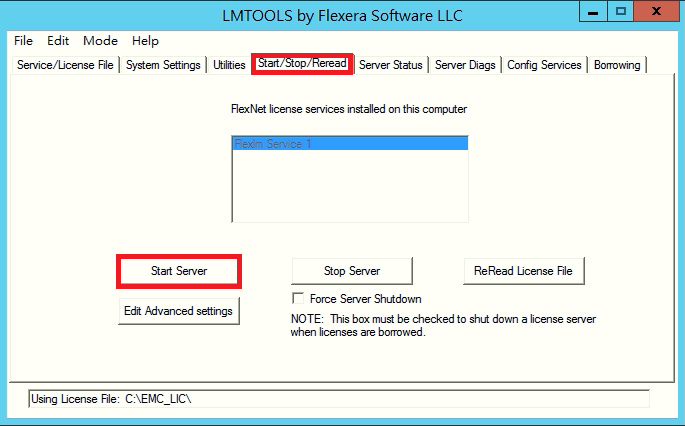 LMTOOLS by Flexera Software LLC
File Edit Mode Help
Service/License File System Settings Utilities Start/Stop/Reread Server Status Server Diags Config Services Borrowing
FlexNet license services installed on this computer
Flexlm Service 1
Start Server Stop Server ReRead License File
Edit Advanced settings Force Server Shutdown
NOTE: This box must be checked to shut down a license server
when licenses are borrowed.
Using License File: C:\EMC_LIC\